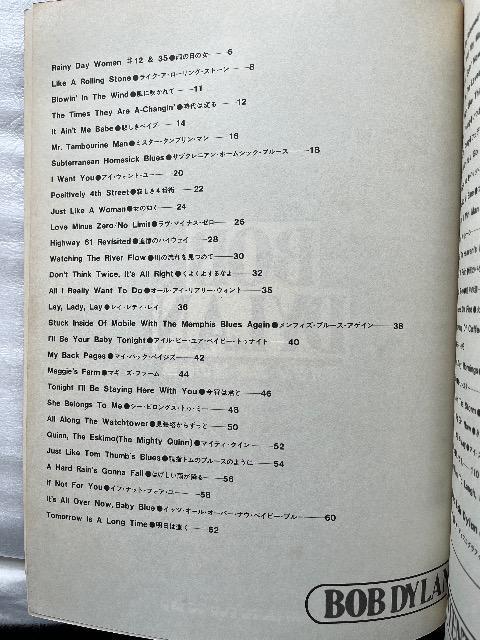 Rainy Day Women #12 & 35●雨の日の女 — 6
Like A Rolling Stone●ライク・ア・ローリング・ストーン — 8
Blowin' In The Wind●風に吹かれて — 11
The Times They Are A-Changin'●時代は変る — 12
It Ain't Me Babe●悲しきベイブ — 14
Mr. Tambourine Man●ミスター・タンブリン・マン — 16
Subterranean Homesick Blues●サブタレニアン・ホームシック・ブルース — 18
I Want You●アイ・ウォント・ユー — 20
Positively 4th Street●寂しき4番街 — 22
Just Like A Woman●女の如く — 24
Love Minus Zero/No Limit●ラヴ・マイナス・ゼロ — 26
Highway 61 Revisited●追憶のハイウェイ — 28
Watching The River Flow●川の流れを見つめて — 30
Don't Think Twice, It's All Right●くよくよするなよ — 32
All I Really Want To Do●オール・アイ・リアリー・ウォント — 35
Lay, Lady, Lay●レイ・レディ・レイ — 36
Stuck Inside Of Mobile With The Memphis Blues Again●メンフィス・ブルース・アゲイン — 38
I'll Be Your Baby Tonight●アイル・ビー・ユア・ベイビー・トゥナイト — 40
My Back Pages●マイ・バック・ペイジズ — 42
Maggie's Farm●マギーズ・ファーム — 44
Tonight I'll Be Staying Here With You●今宵は君と — 46
She Belongs To Me●シー・ビロングス・トゥ・ミー — 48
All Along The Watchtower●見張塔からずっと — 50
Quinn, The Eskimo(The Mighty Quinn)●マイティ・クイン — 52
Just Like Tom Thumb's Blues●親指トムのブルースのように — 54
A Hard Rain's Gonna Fall●はげしい雨が降る — 56
If Not For You●イフ・ナット・フォア・ユー — 58
It's All Over Now, Baby Blue●イッツ・オール・オーバー・ナウ・ベイビー・ブルー — 60
Tomorrow Is A Long Time●明日は遠く — 62
BOB DYLAN